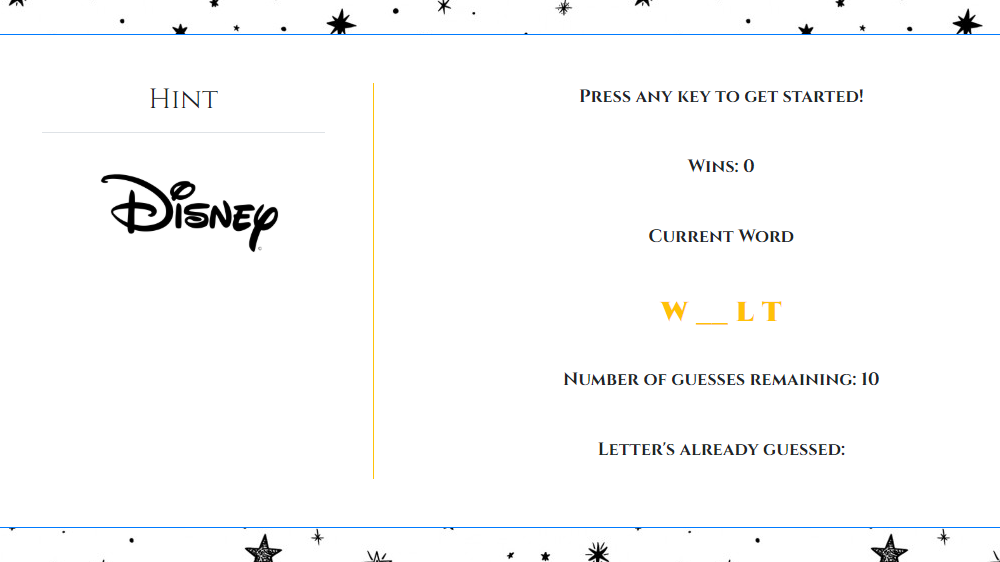 Hint
Disney
Press any key to get started!
Wins: 0
Current Word
W __ L T
Number of guesses remaining: 10
Letter's already guessed: